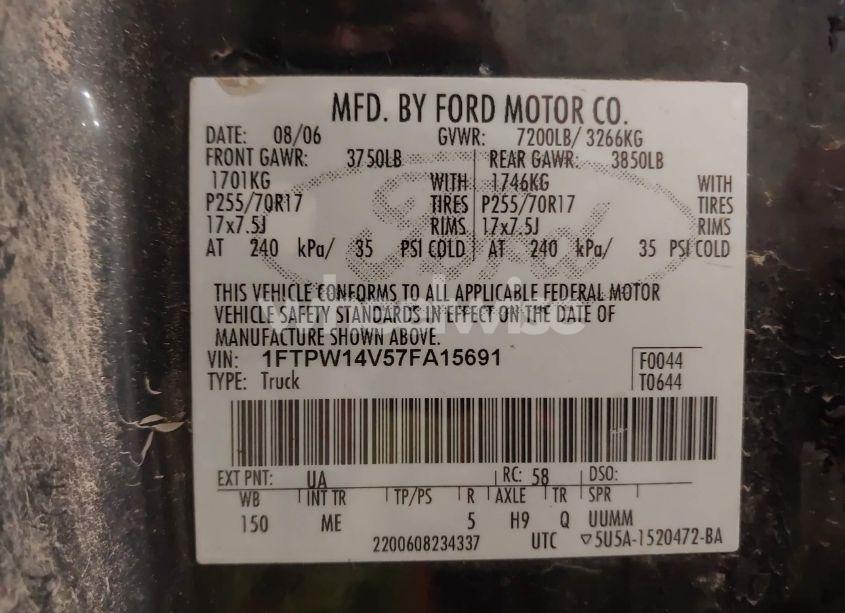 MFD. BY FORD MOTOR CO.
DATE: 08/06 GVWR: 7200LB/ 3266KG
FRONT GAWR: 3750LB REAR GAWR: 3850LB
1701KG WITH 1746KG WITH
P255/70R17 TIRES P255/70R17 TIRES
17x7.5J RIMS 17x7.5J RIMS
AT 240 kPa/ 35 PSI COLD AT 240 kPa/ 35 PSI COLD
Ford
THIS VEHICLE CONFORMS TO ALL APPLICABLE FEDERAL MOTOR
VEHICLE SAFETY STANDARDS IN EFFECT ON THE DATE OF
MANUFACTURE SHOWN ABOVE.
VIN: 1FTPW14V57FA15691 F0044
TYPE: Truck T0644
EXT PNT: UA RC: 58 DSO:
WB INT TR TP/PS R AXLE TR SPR
150 ME 5 H9 Q UUMM
2200608234337 UTC ▽5U5A-1520472-BA